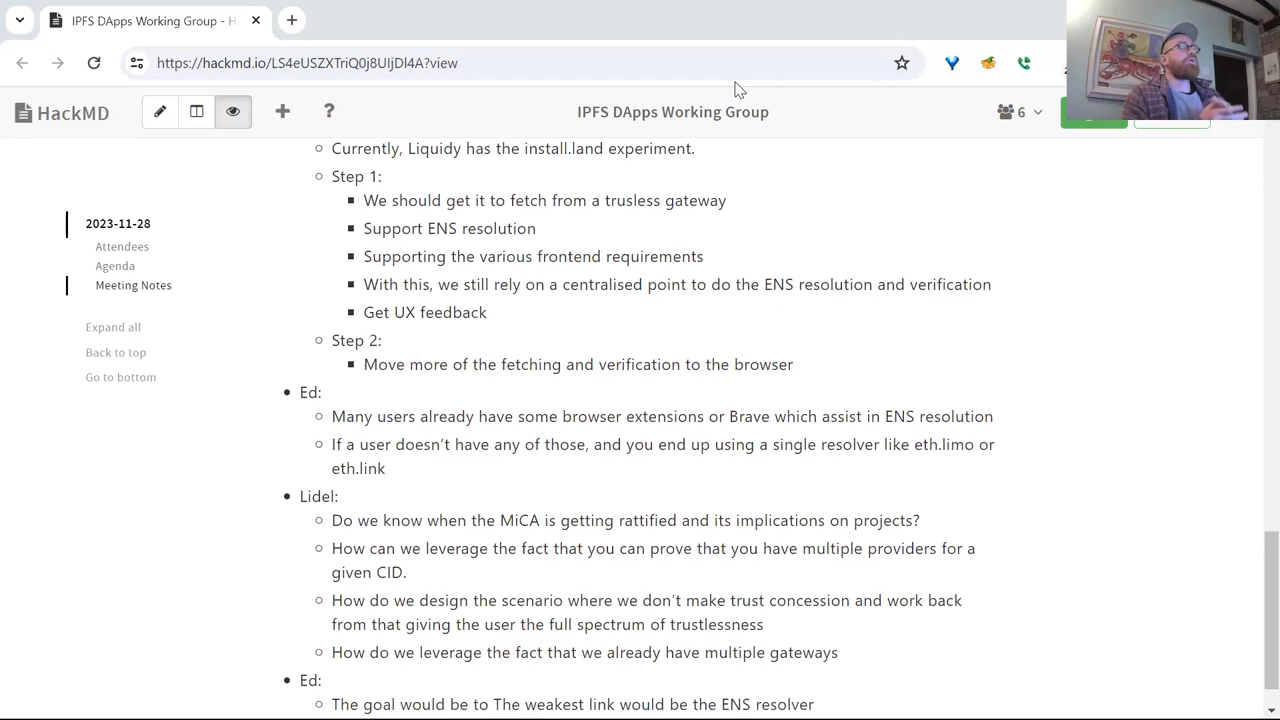 IPFS DApps Working Group - H
https://hackmd.io/LS4eUSZXTriQ0j8UIjDl4A?view
HackMD
IPFS DApps Working Group
6
2023-11-28
Attendees
Agenda
Meeting Notes
Expand all
Back to top
Go to bottom
Currently, Liquidy has the install.land experiment.
Step 1:
We should get it to fetch from a trusless gateway
Support ENS resolution
Supporting the various frontend requirements
With this, we still rely on a centralised point to do the ENS resolution and verification
Get UX feedback
Step 2:
Move more of the fetching and verification to the browser
Ed:
Many users already have some browser extensions or Brave which assist in ENS resolution
If a user doesn't have any of those, and you end up using a single resolver like eth.limo or
eth.link
Lidel:
Do we know when the MiCA is getting rattified and its implications on projects?
How can we leverage the fact that you can prove that you have multiple providers for a
given CID.
How do we design the scenario where we don't make trust concession and work back
from that giving the user the full spectrum of trustlessness
How do we leverage the fact that we already have multiple gateways
Ed:
The goal would be to The weakest link would be the ENS resolver